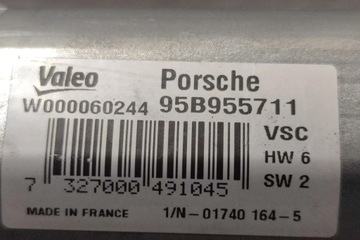 Valeo Porsche
W000060244 95B955711
VSC
HW 6
SW 2
7 327000 491045
MADE IN FRANCE 1/N-01740 164-5